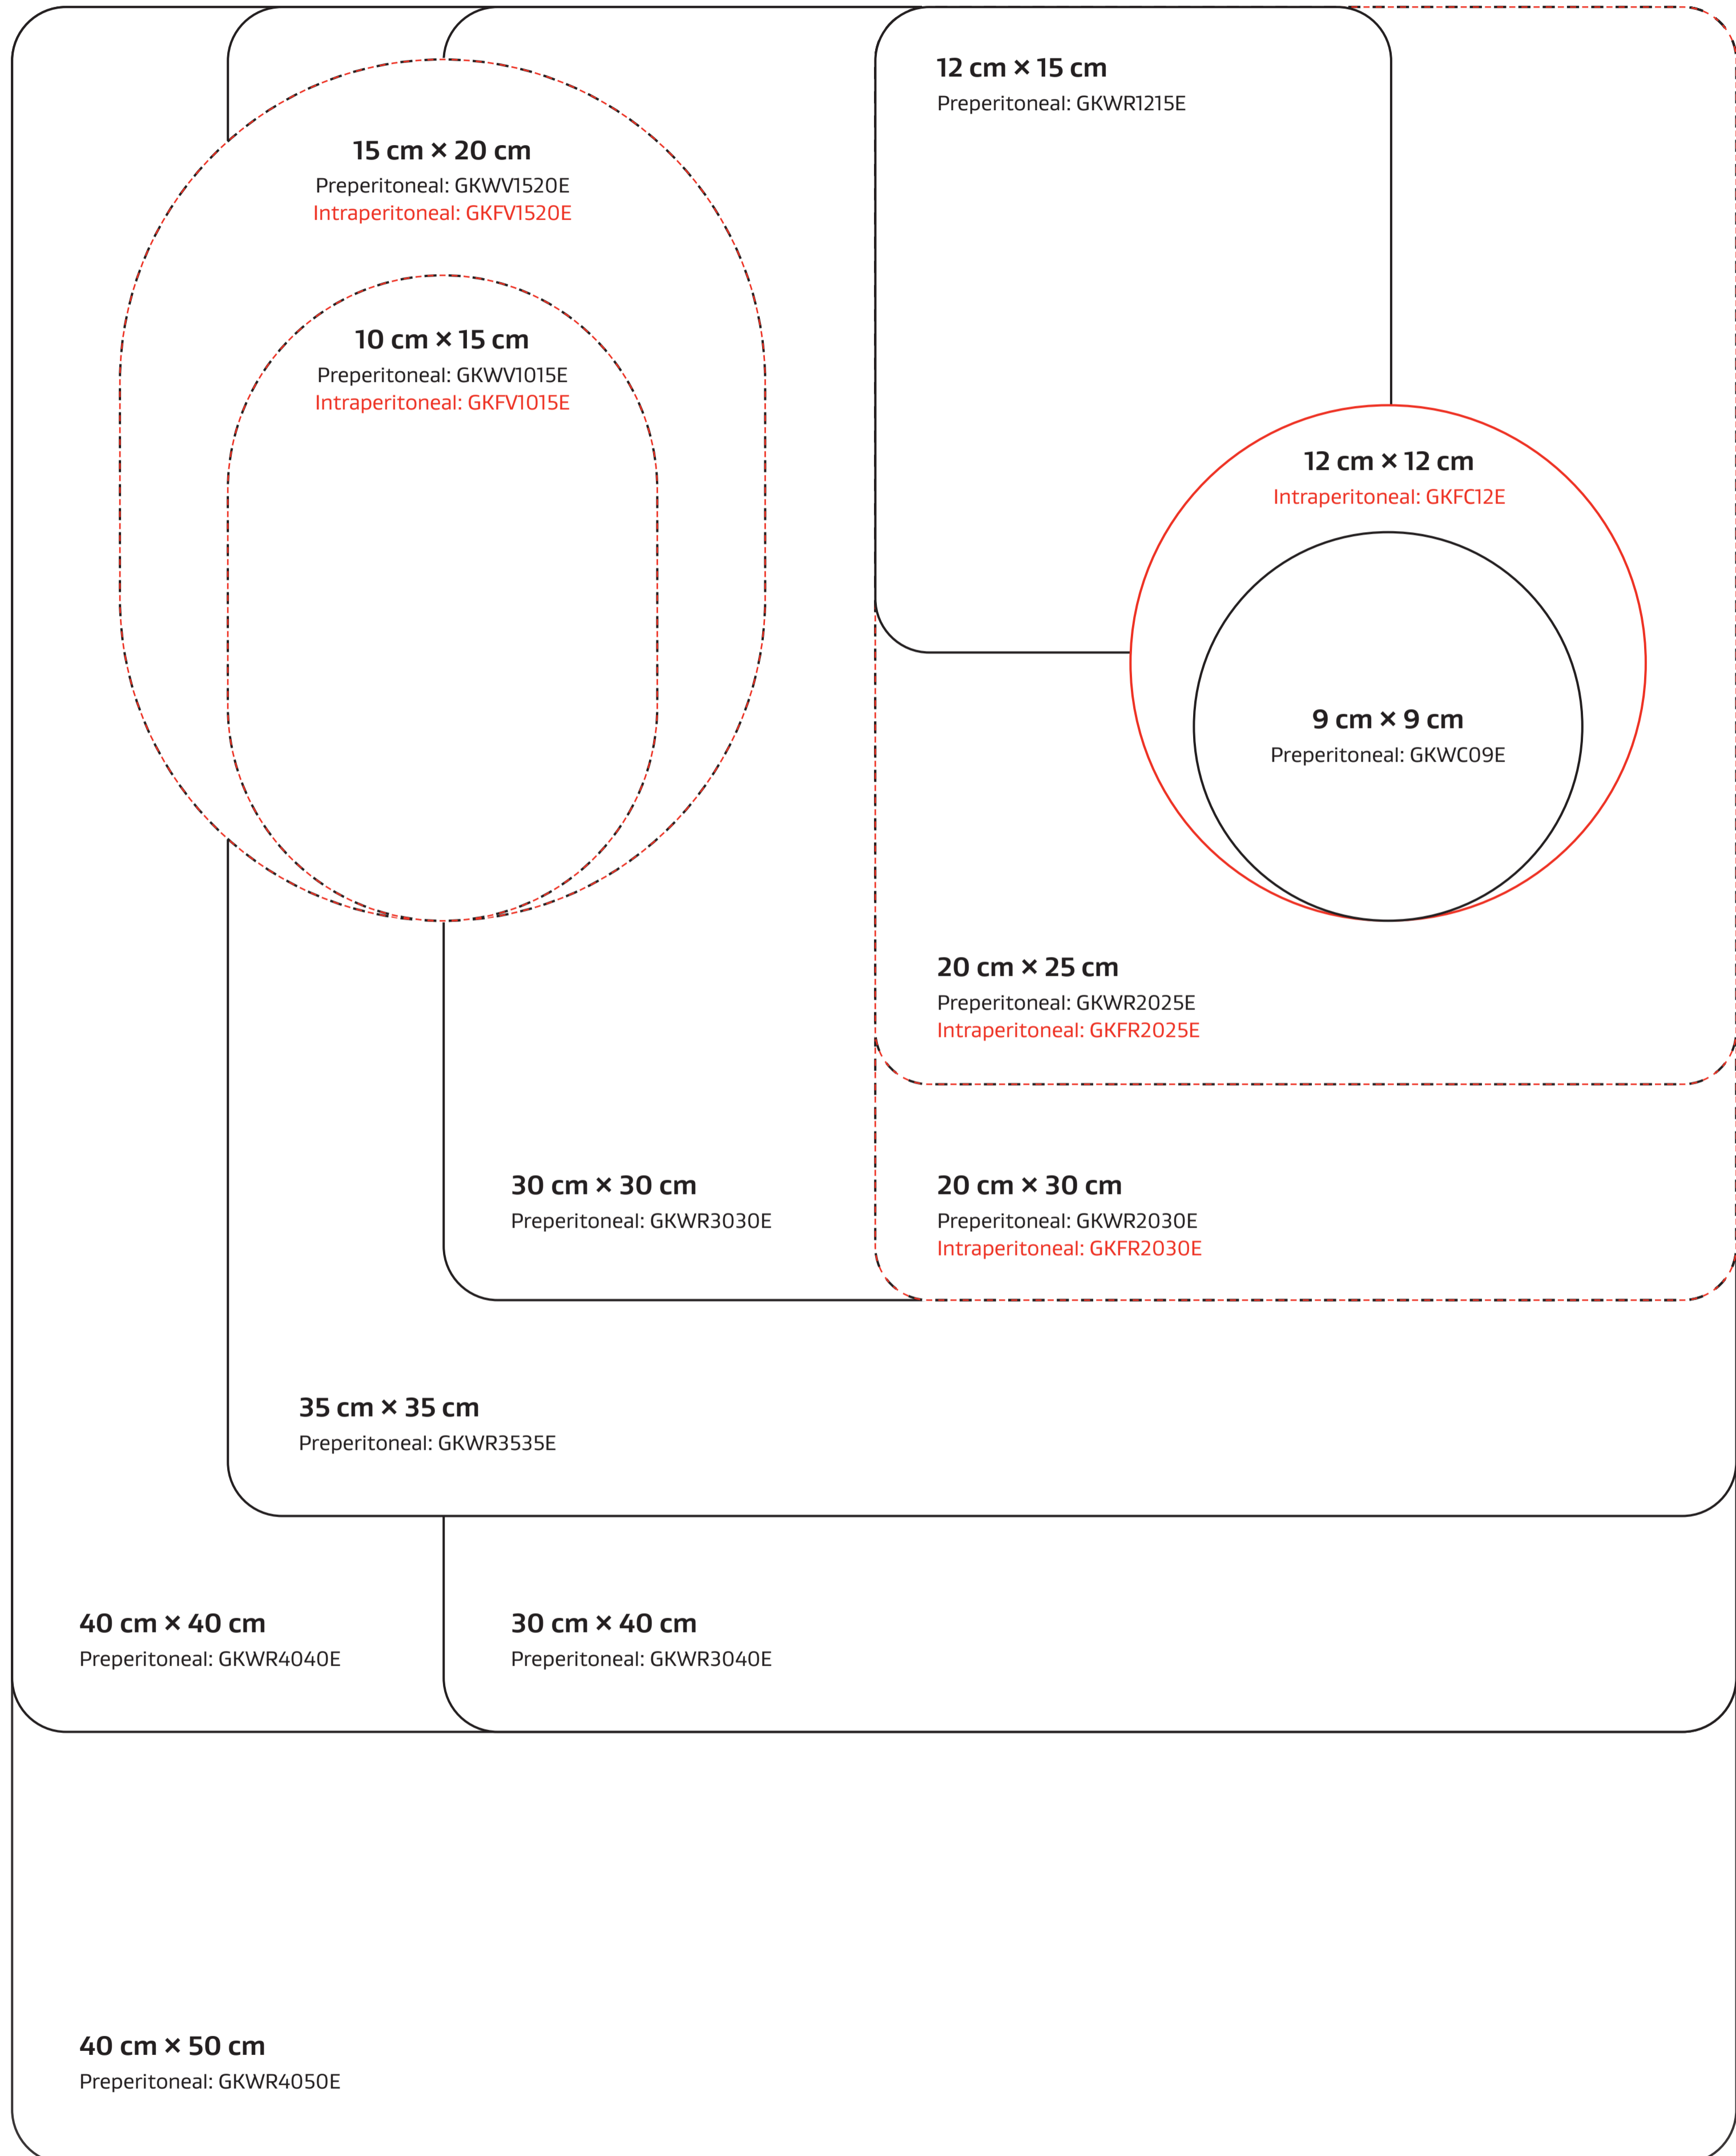 12 cm × 15 cm
Preperitoneal: GKWR1215E
15 cm × 20 cm
Preperitoneal: GKWV1520E
Intraperitoneal: GKFV1520E
10 cm × 15 cm
Preperitoneal: GKWV1015E
Intraperitoneal: GKFV1015E
12 cm × 12 cm
Intraperitoneal: GKFC12E
9 cm × 9 cm
Preperitoneal: GKWC09E
20 cm × 25 cm
Preperitoneal: GKWR2025E
Intraperitoneal: GKFR2025E
30 cm × 30 cm
Preperitoneal: GKWR3030E
20 cm × 30 cm
Preperitoneal: GKWR2030E
Intraperitoneal: GKFR2030E
35 cm × 35 cm
Preperitoneal: GKWR3535E
40 cm × 40 cm
Preperitoneal: GKWR4040E
30 cm × 40 cm
Preperitoneal: GKWR3040E
40 cm × 50 cm
Preperitoneal: GKWR4050E